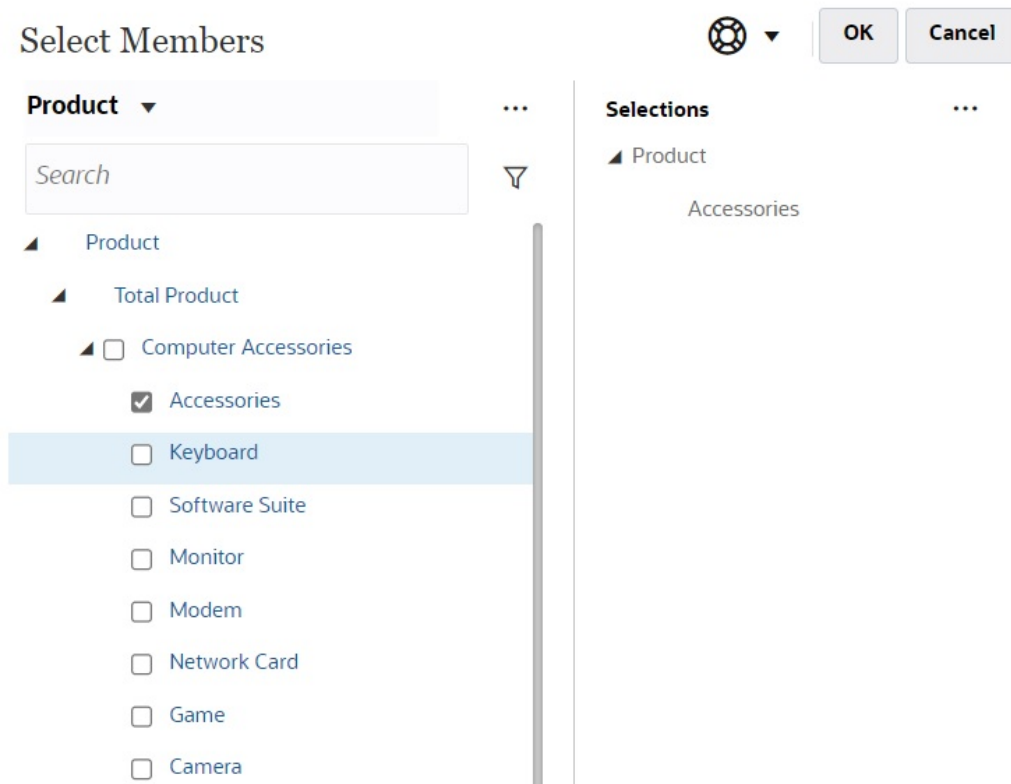 Select Members
OK
Cancel
Product
Search
Product
Total Product
Computer Accessories
Accessories
Keyboard
Software Suite
Monitor
Modem
Network Card
Game
Camera
Selections
Product
Accessories